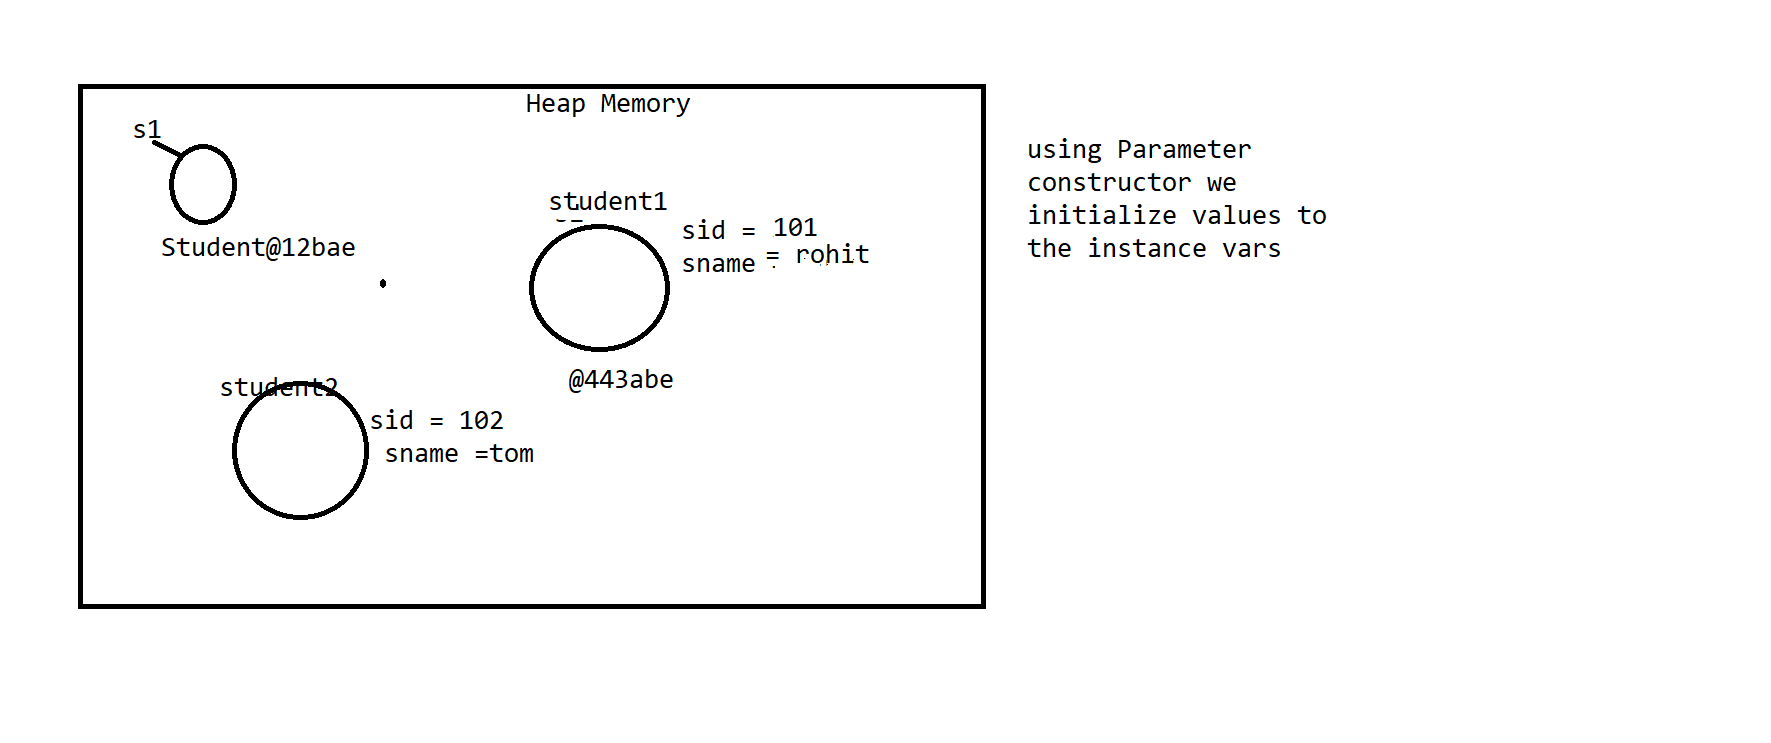 Heap Memory
s1
Student@12bae
student1
sid = 101
sname = rohit
@443abe
student2
sid = 102
sname =tom
using Parameter
constructor we
initialize values to
the instance vars